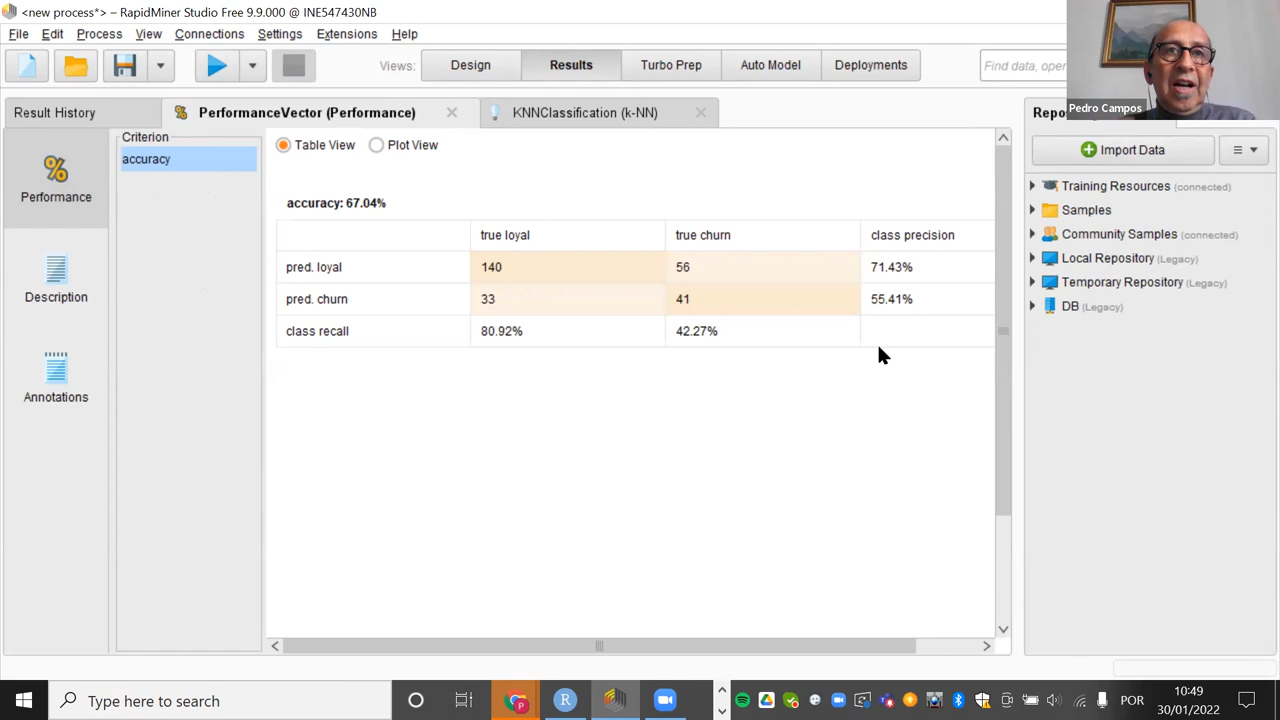 <new process*> – RapidMiner Studio Free 9.9.000 @ INE547430NB
File Edit Process View Connections Settings Extensions Help
Views: Design Results Turbo Prep Auto Model Deployments Find data, oper
Pedro Campos
Result History PerformanceVector (Performance) KNNClassification (k-NN) Repo
Criterion
accuracy
Table View Plot View
Import Data
Performance
Description
Annotations
accuracy: 67.04%
true loyal true churn class precision
pred. loyal 140 56 71.43%
pred. churn 33 41 55.41%
class recall 80.92% 42.27%
Training Resources (connected)
Samples
Community Samples (connected)
Local Repository (Legacy)
Temporary Repository (Legacy)
DB (Legacy)
Type here to search
POR
10:49
30/01/2022